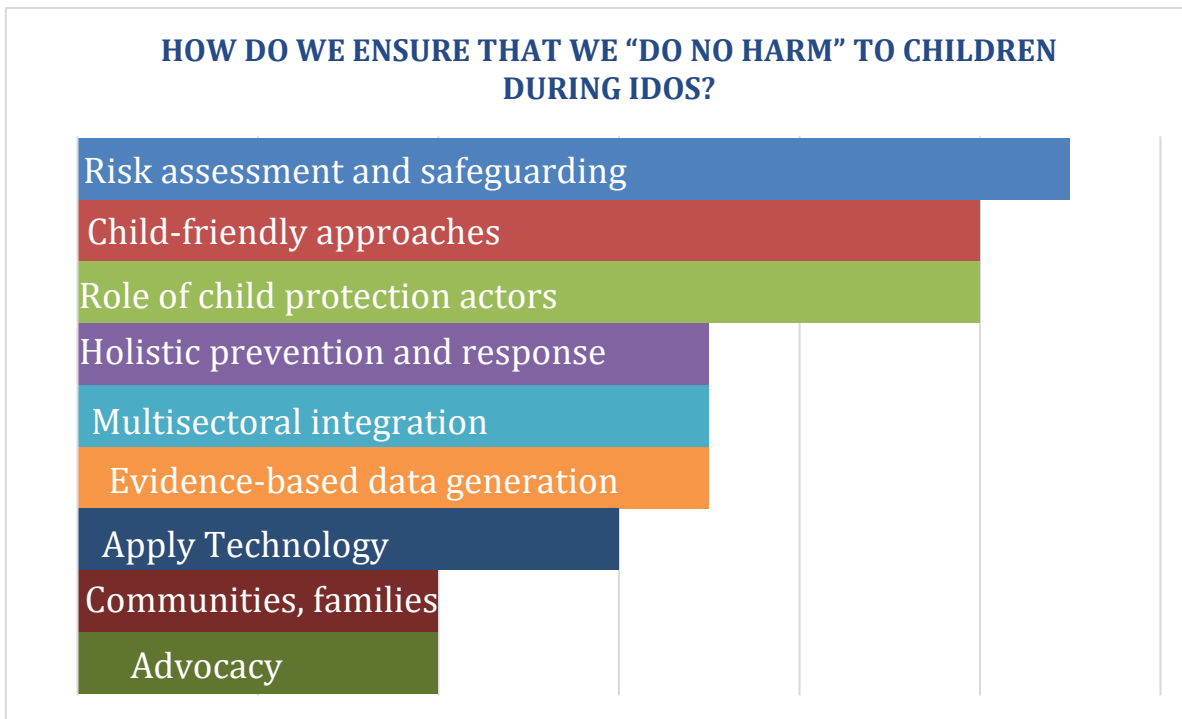 HOW DO WE ENSURE THAT WE “DO NO HARM” TO CHILDREN
DURING IDOS?
Risk assessment and safeguarding
Child-friendly approaches
Role of child protection actors
Holistic prevention and response
Multisectoral integration
Evidence-based data generation
Apply Technology
Communities, families
Advocacy